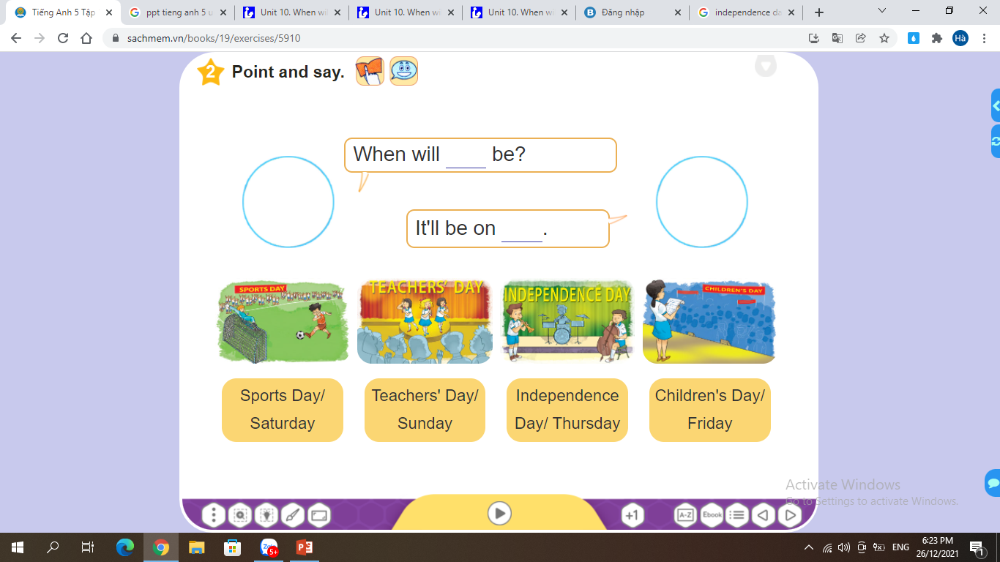 Tiếng Anh 5 Tập
ppt tieng anh 5 u
Unit 10. When wil
Unit 10. When wi
Unit 10. When wi
Đăng nhập
independence da
sachmem.vn/books/19/exercises/5910
Hà
2 Point and say.
When will ____ be?
It'll be on ____.
SPORTS DAY
TEACHERS' DAY
INDEPENDENCE DAY
CHILDREN'S DAY
Sports Day/
Saturday
Teachers' Day/
Sunday
Independence
Day/ Thursday
Children's Day/
Friday
Activate Windows
Go to Settings to activate Windows.
+1
A-Z
Ebook
Zalo
5+
ENG
6:23 PM
26/12/2021
1